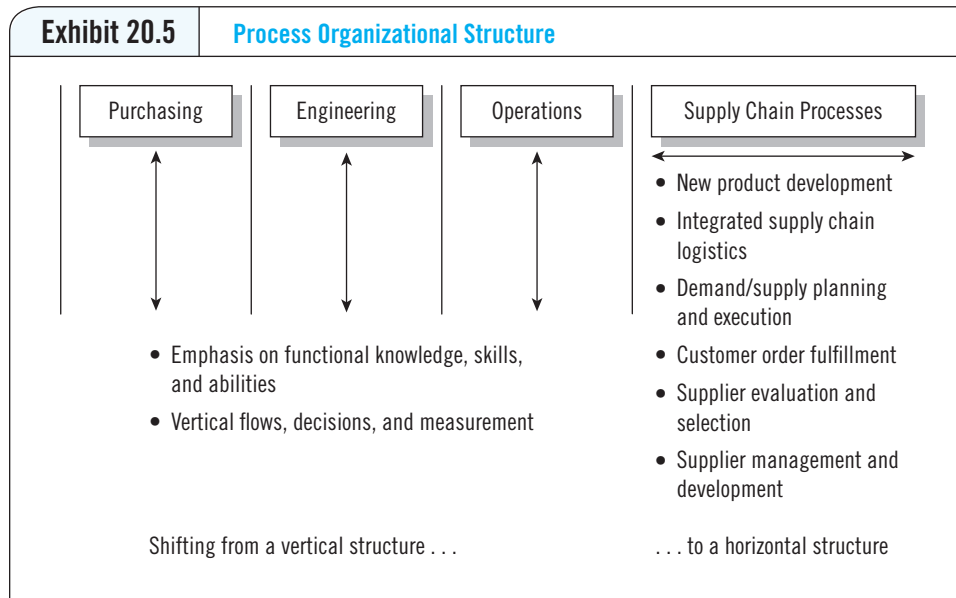 Exhibit 20.5
Process Organizational Structure
Purchasing
Engineering
Operations
Supply Chain Processes
• Emphasis on functional knowledge, skills,
and abilities
• Vertical flows, decisions, and measurement
• New product development
• Integrated supply chain
logistics
• Demand/supply planning
and execution
• Customer order fulfillment
• Supplier evaluation and
selection
• Supplier management and
development
Shifting from a vertical structure . . .
. . . to a horizontal structure